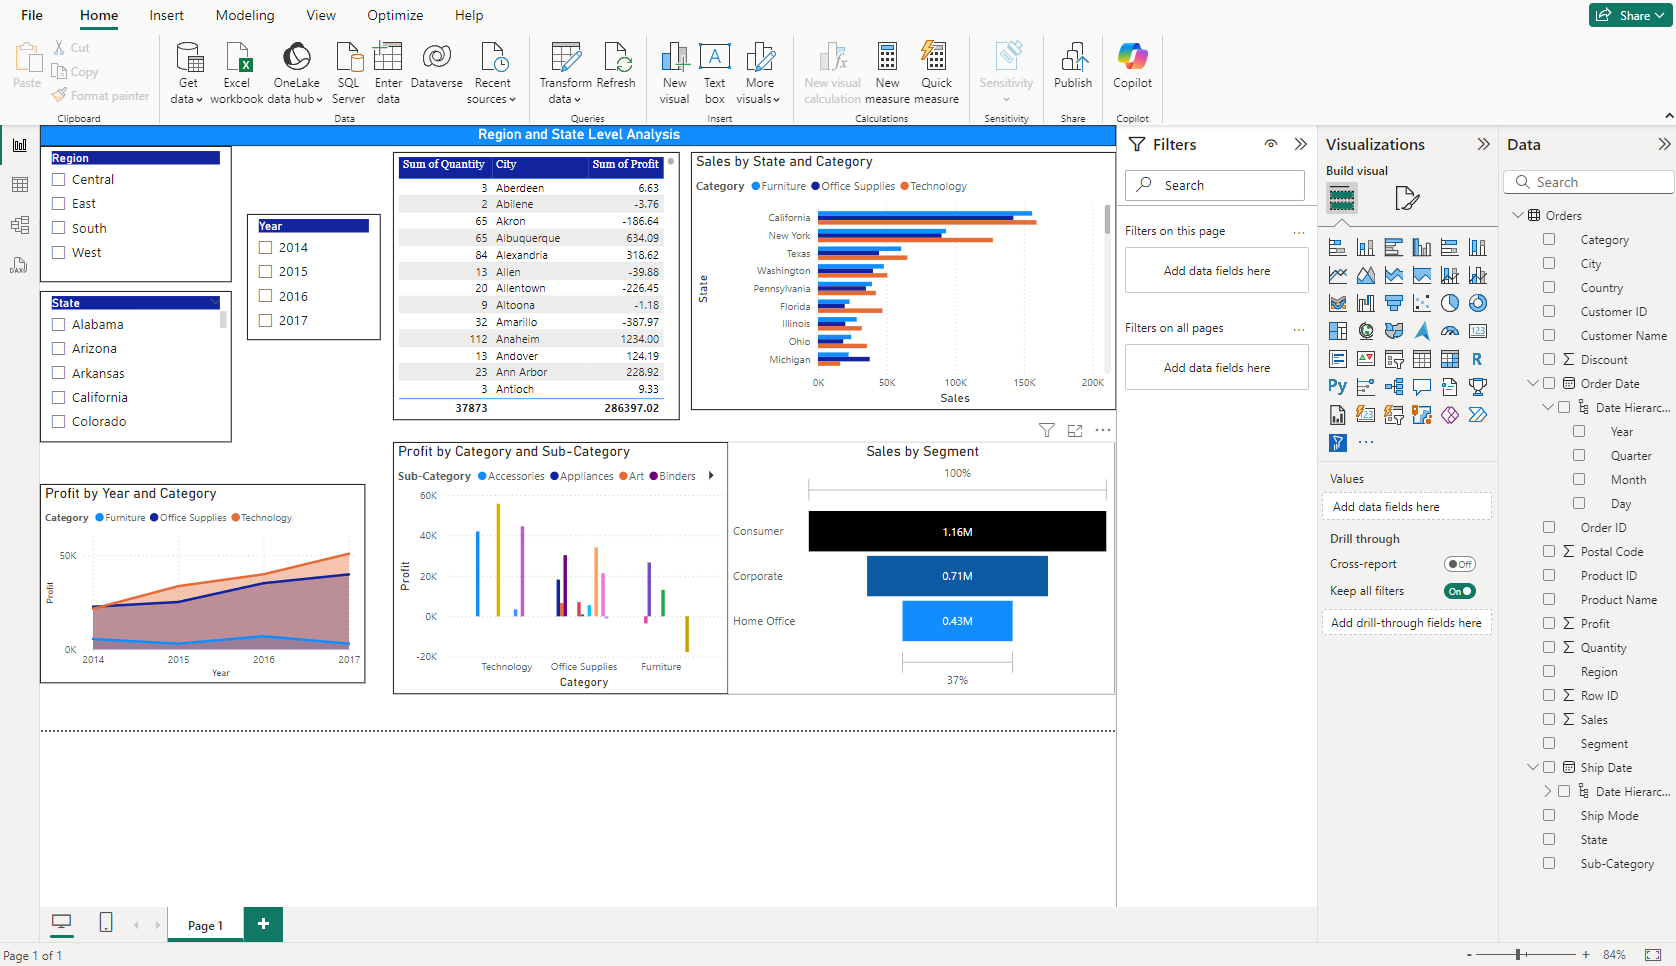 File Home Insert Modeling View Optimize Help
Share
Paste
Cut
Copy
Format painter
Clipboard
Get data
Excel workbook
OneLake data hub
SQL Server
Enter data
Dataverse
Recent sources
Data
Transform data
Refresh
Queries
New visual
Text box
More visuals
Insert
New visual calculation
New measure
Quick measure
Calculations
Sensitivity
Sensitivity
Publish
Share
Copilot
Copilot
Region and State Level Analysis
Region
Central
East
South
West
State
Alabama
Arizona
Arkansas
California
Colorado
Year
2014
2015
2016
2017
Sum of Quantity City Sum of Profit
3 Aberdeen 6.63
2 Abilene -3.76
65 Akron -186.64
65 Albuquerque 634.09
84 Alexandria 318.62
13 Allen -39.88
20 Allentown -226.45
9 Altoona -1.18
32 Amarillo -387.97
112 Anaheim 1234.00
13 Andover 124.19
23 Ann Arbor 228.92
3 Antioch 9.33
37873 286397.02
Sales by State and Category
Category Furniture Office Supplies Technology
State
California
New York
Texas
Washington
Pennsylvania
Florida
Illinois
Ohio
Michigan
0K 50K 100K 150K 200K
Sales
Profit by Year and Category
Category Furniture Office Supplies Technology
Profit
50K
0K
2014 2015 2016 2017
Year
Profit by Category and Sub-Category
Sub-Category Accessories Appliances Art Binders
Profit
60K
40K
20K
0K
-20K
Technology Office Supplies Furniture
Category
Sales by Segment
100%
Consumer 1.16M
Corporate 0.71M
Home Office 0.43M
37%
Filters
Search
Filters on this page ...
Add data fields here
Filters on all pages ...
Add data fields here
Visualizations
Build visual
123
R
Py
123
...
Values
Add data fields here
Drill through
Cross-report Off
Keep all filters On
Add drill-through fields here
Data
Search
Orders
Category
City
Country
Customer ID
Customer Name
Discount
Order Date
Date Hierarc...
Year
Quarter
Month
Day
Order ID
Postal Code
Product ID
Product Name
Profit
Quantity
Region
Row ID
Sales
Segment
Ship Date
Date Hierarc...
Ship Mode
State
Sub-Category
Page 1 +
Page 1 of 1
- + 84%